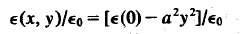 ϵ(x, y)/ϵ₀ = [ϵ(0) − a²y²]/ϵ₀